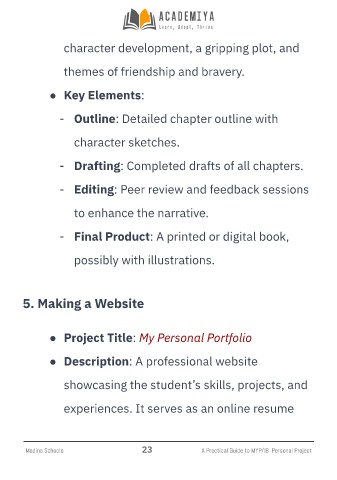 ACADEMIYA
Learn, Adapt, Thrive
character development, a gripping plot, and
themes of friendship and bravery.
● Key Elements:
- Outline: Detailed chapter outline with
character sketches.
- Drafting: Completed drafts of all chapters.
- Editing: Peer review and feedback sessions
to enhance the narrative.
- Final Product: A printed or digital book,
possibly with illustrations.
5. Making a Website
● Project Title: My Personal Portfolio
● Description: A professional website
showcasing the student’s skills, projects, and
experiences. It serves as an online resume
Madina Schools 23 A Practical Guide to MYP/IB Personal Project